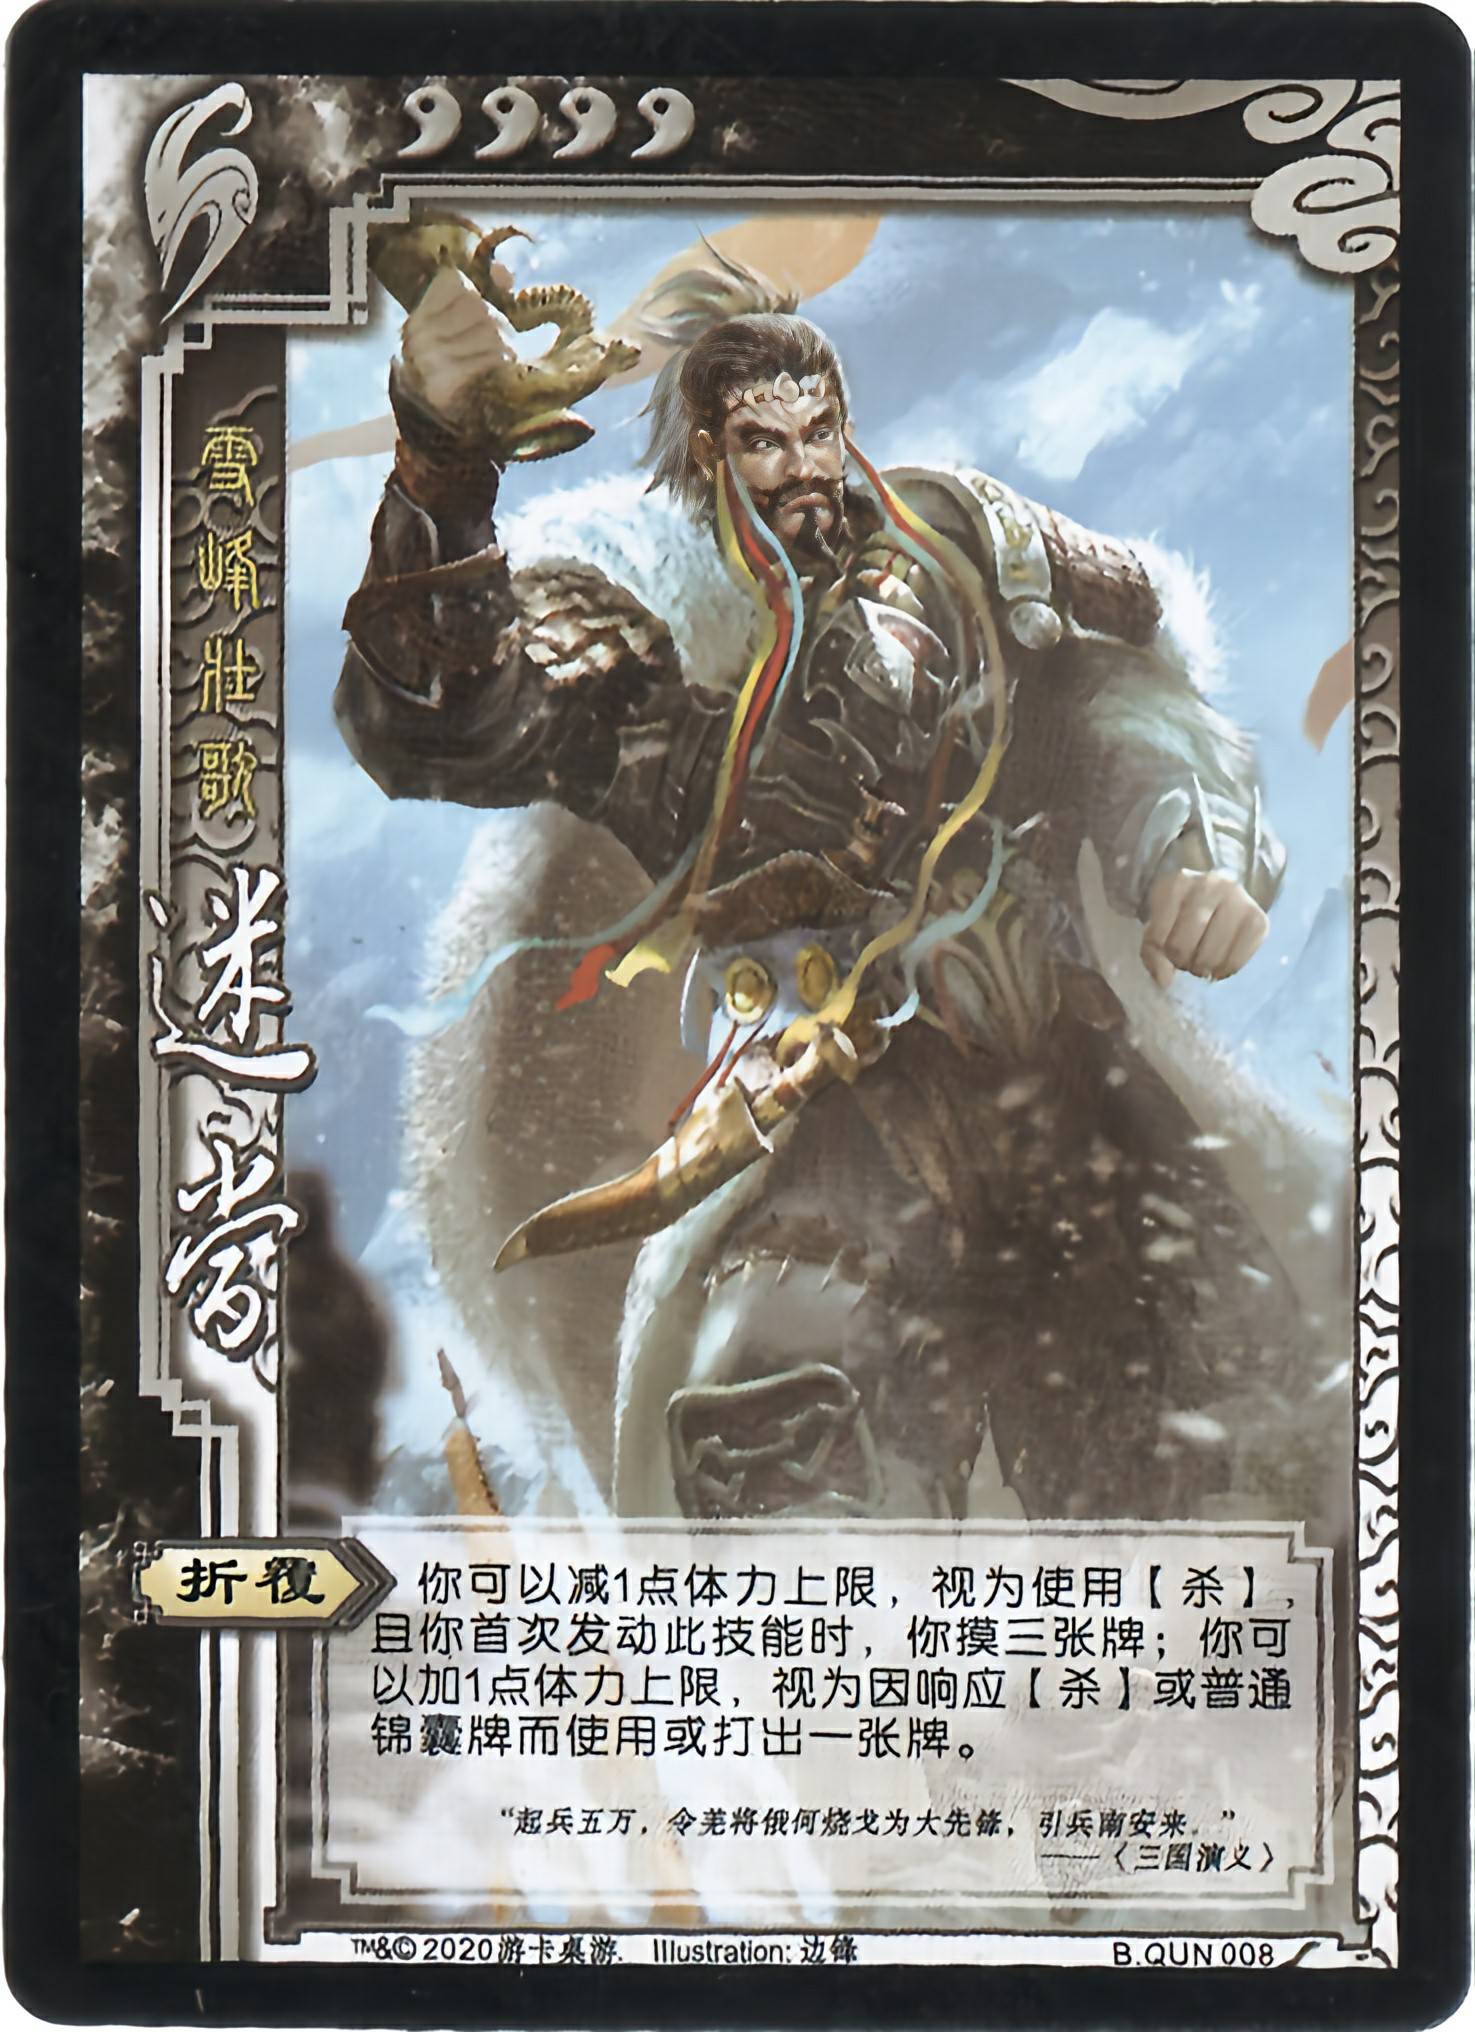 雪峰壮歌
迷当
折覆
你可以减1点体力上限，视为使用【杀】，
且你首次发动此技能时，你摸三张牌；你可
以加1点体力上限，视为因响应【杀】或普通
锦囊牌而使用或打出一张牌。
“起兵五万，令羌将俄何烧戈为大先锋，引兵南安来。”
——《三国演义》
™&© 2020游卡桌游. Illustration: 边锋
B.QUN 008